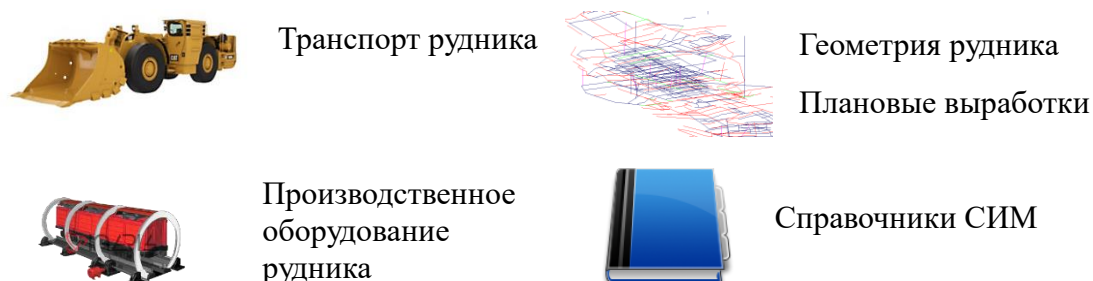 Транспорт рудника
Геометрия рудника
Плановые выработки
Производственное
оборудование
рудника
Справочники СИМ